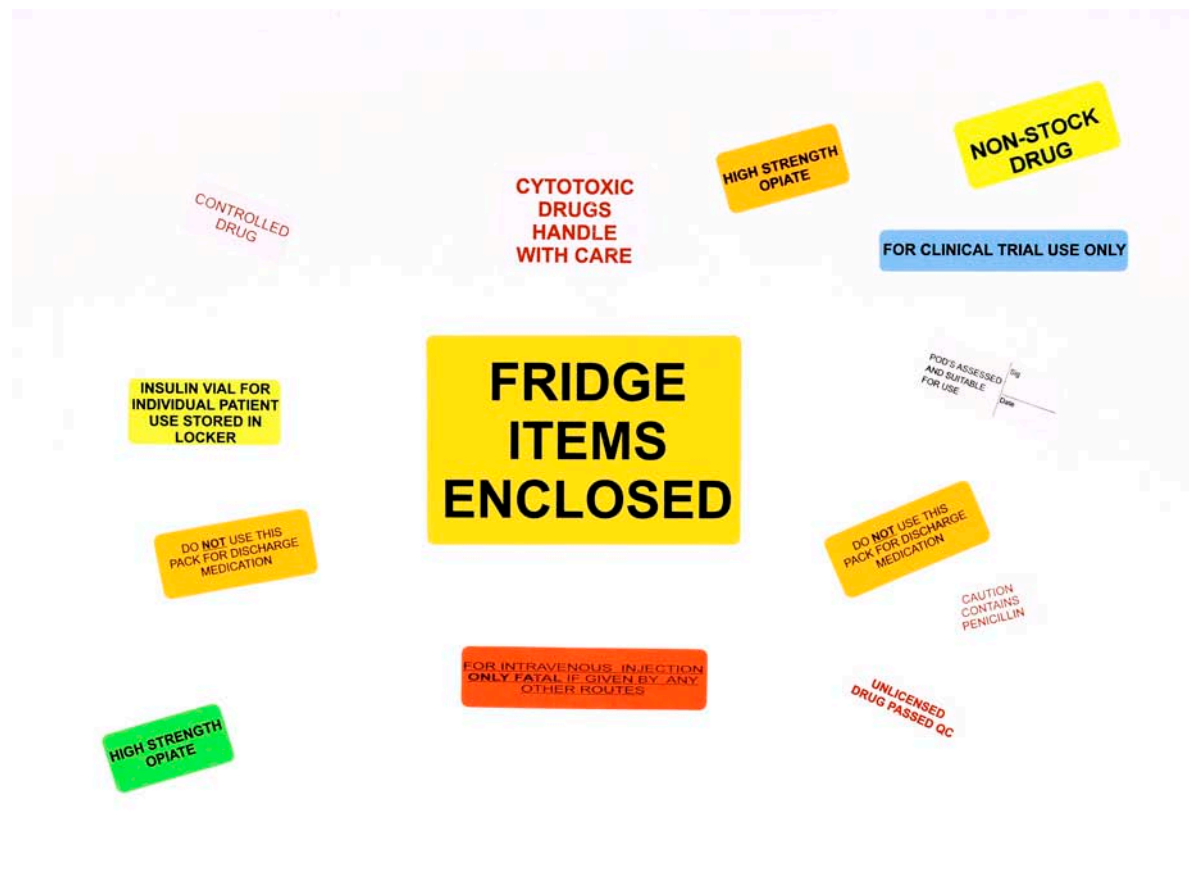 NON-STOCK
DRUG
HIGH STRENGTH
OPIATE
CYTOTOXIC
DRUGS
HANDLE
WITH CARE
CONTROLLED
DRUG
FOR CLINICAL TRIAL USE ONLY
FRIDGE
ITEMS
ENCLOSED
POD'S ASSESSED
AND SUITABLE
FOR USE
Sig
Date
INSULIN VIAL FOR
INDIVIDUAL PATIENT
USE STORED IN
LOCKER
DO NOT USE THIS
PACK FOR DISCHARGE
MEDICATION
DO NOT USE THIS
PACK FOR DISCHARGE
MEDICATION
CAUTION
CONTAINS
PENICILLIN
FOR INTRAVENOUS INJECTION
ONLY FATAL IF GIVEN BY ANY
OTHER ROUTES
UNLICENSED
DRUG PASSED QC
HIGH STRENGTH
OPIATE